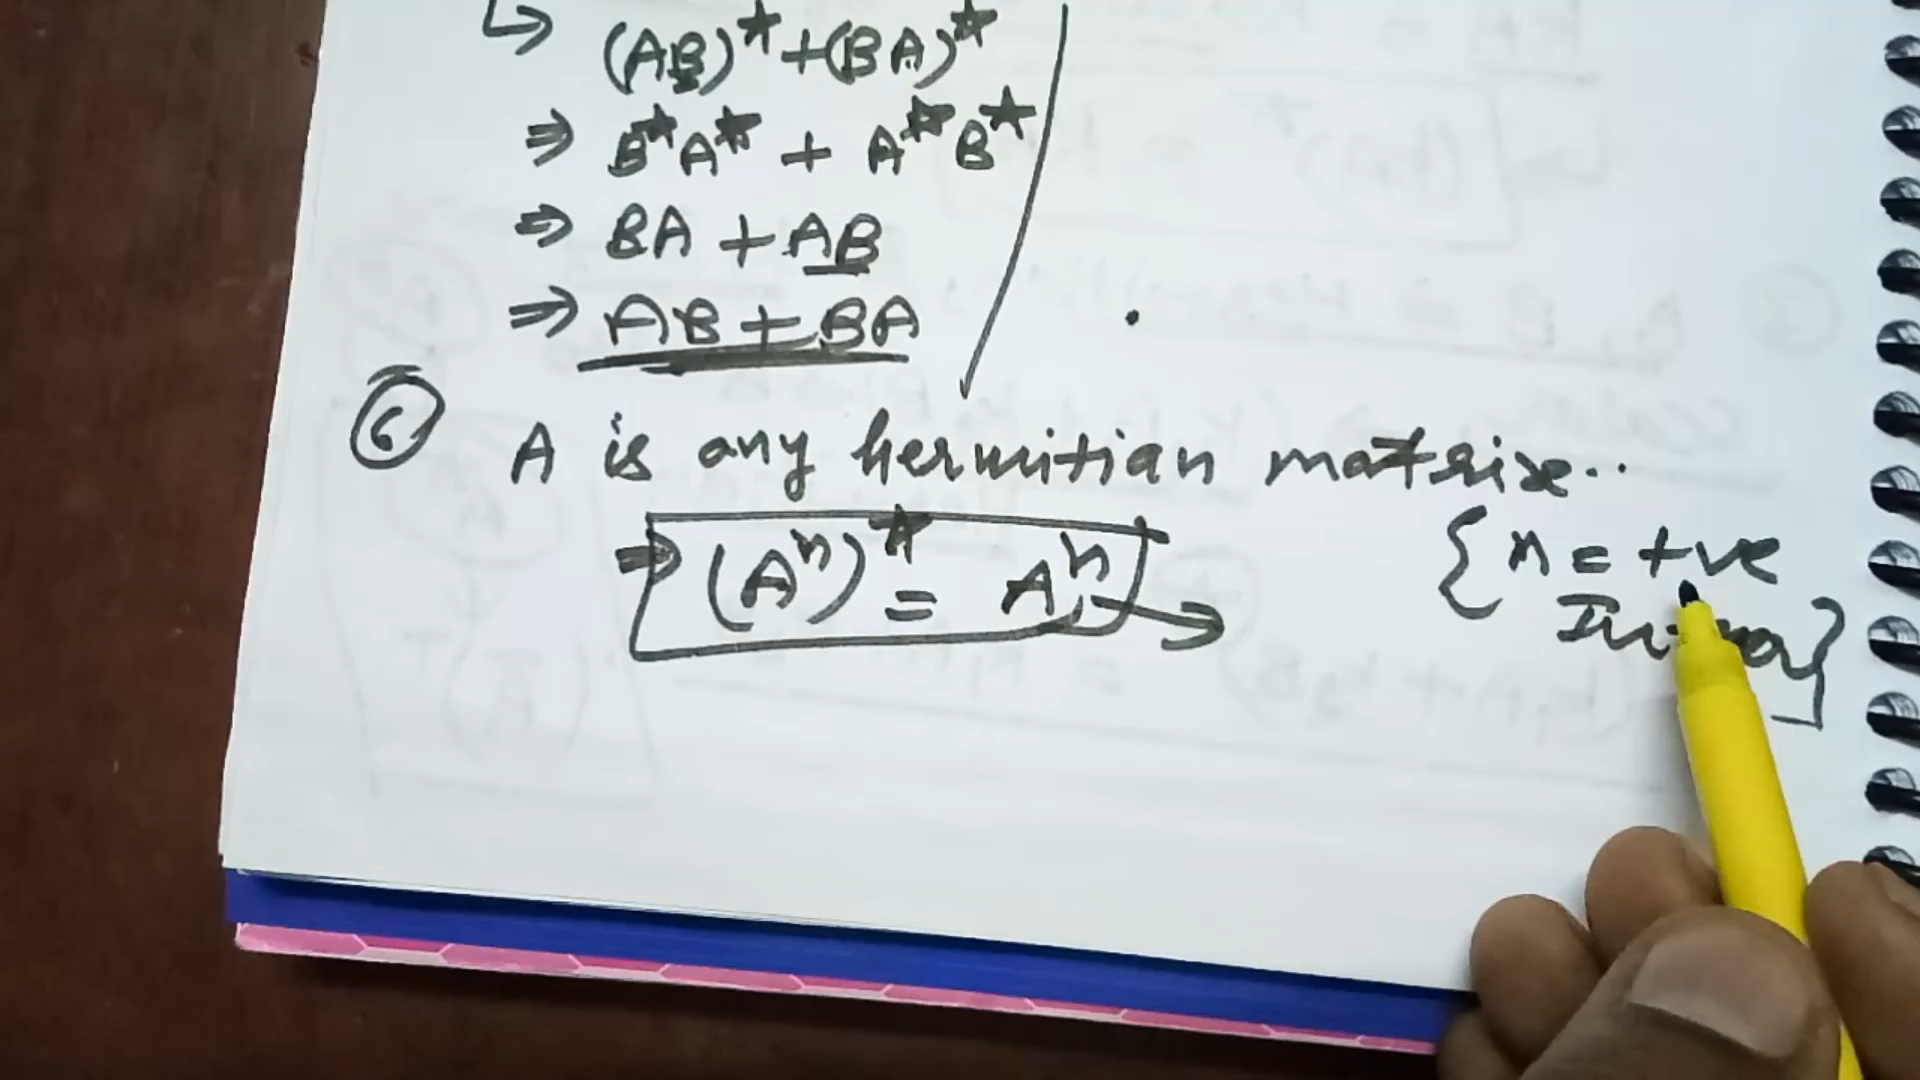 ↳ (AB)★ + (BA)★
⇒ B★A★ + A★B★
⇒ BA + AB
⇒ AB + BA
⑥ A is any hermitian matrix..
⇒ (Aⁿ)★ = Aⁿ →
{ n = +ve
}